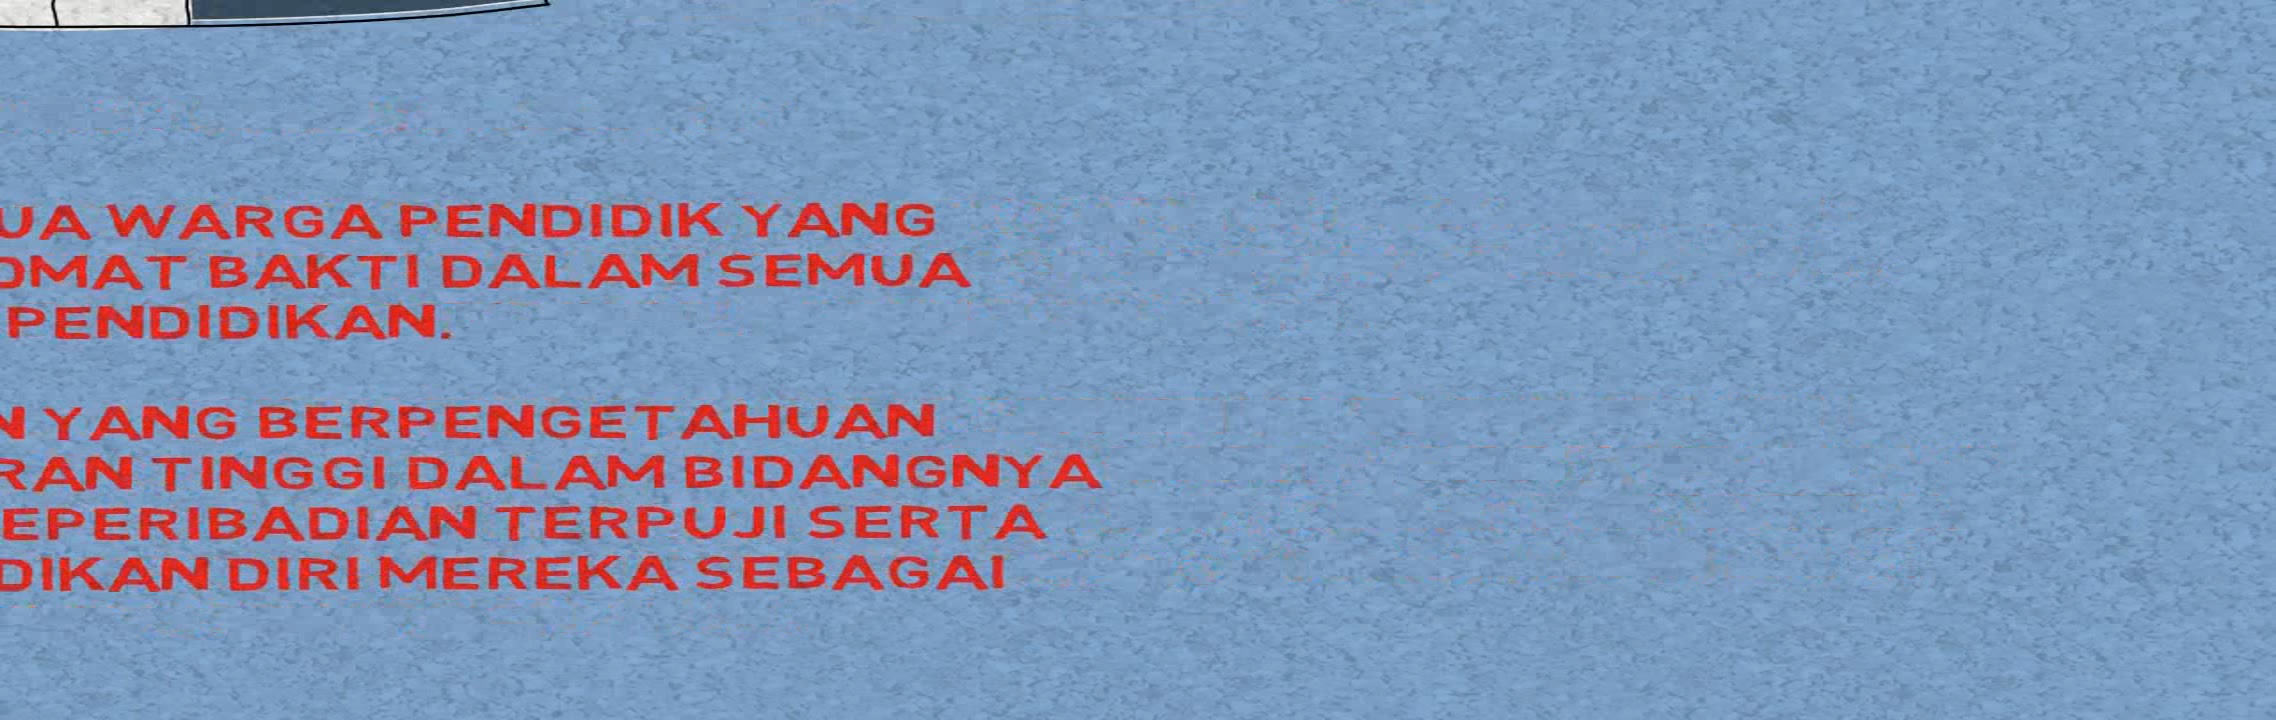 UA WARGA PENDIDIK YANG
OMAT BAKTI DALAM SEMUA
PENDIDIKAN.
N YANG BERPENGETAHUAN
RAN TINGGI DALAM BIDANGNYA
EPERIBADIAN TERPUJI SERTA
DIKAN DIRI MEREKA SEBAGAI